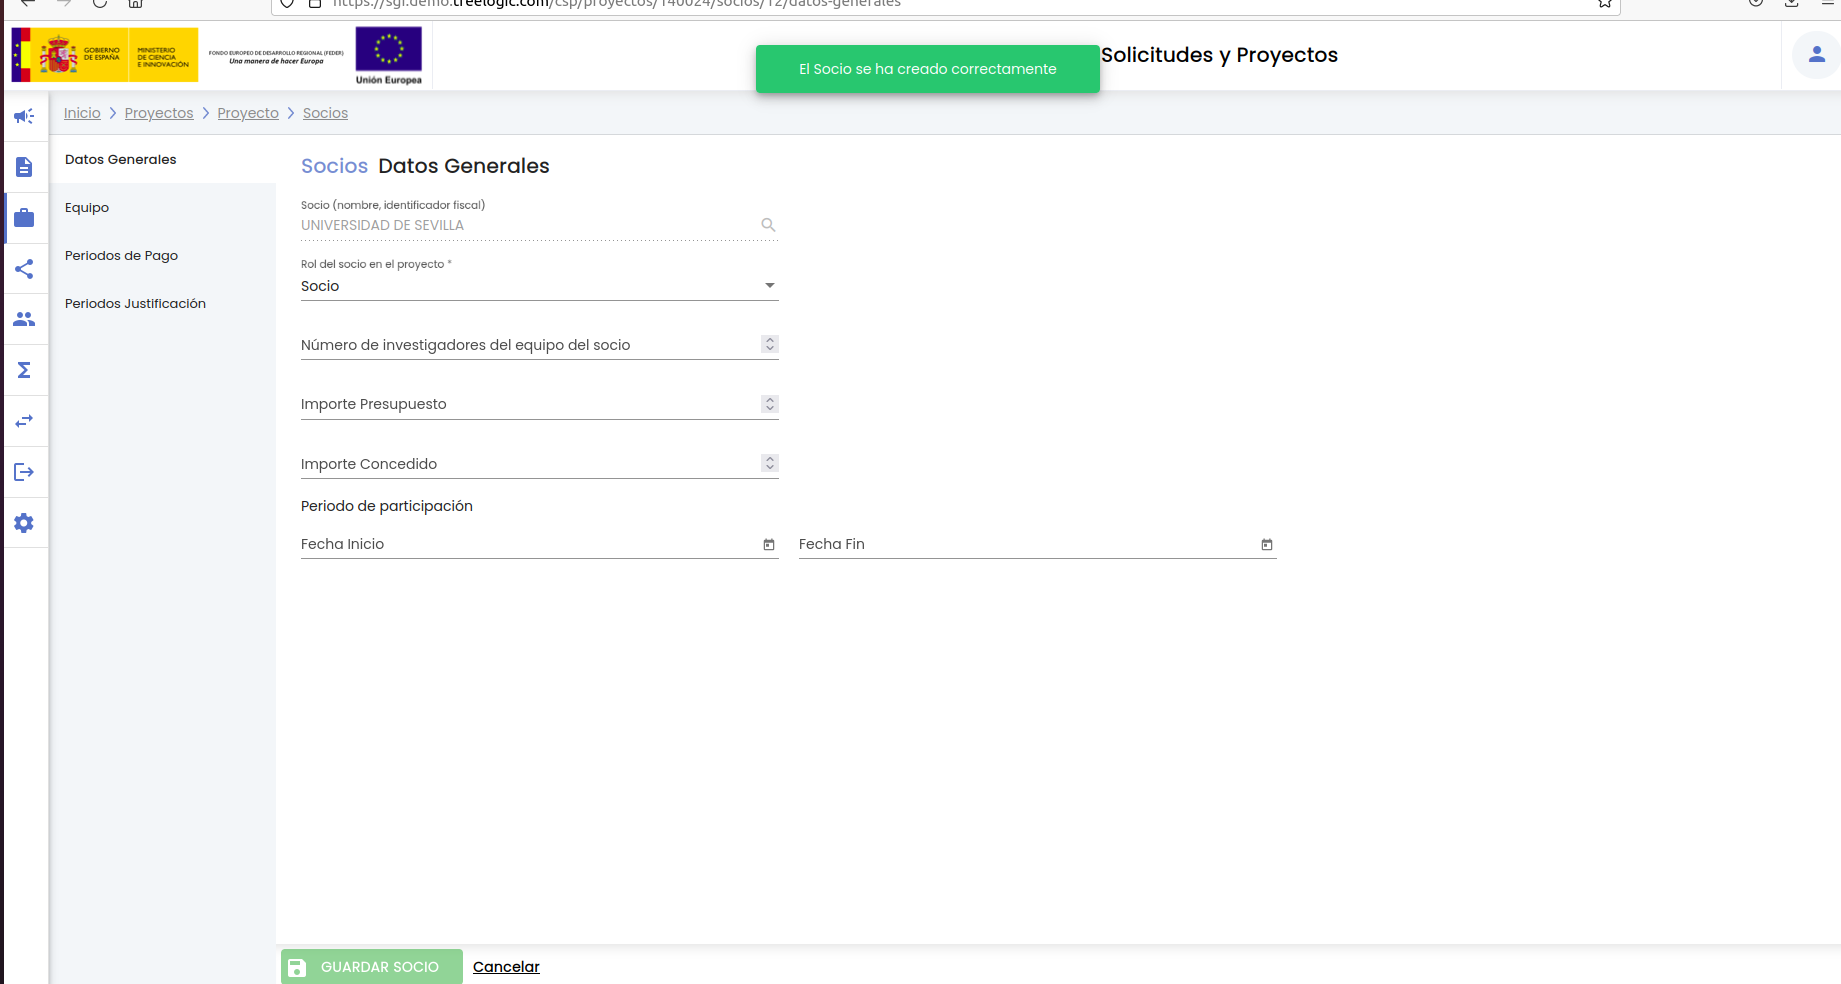 https://sgi.demo.treelogic.com/csp/proyectos/140024/socios/12/datos-generales
GOBIERNO DE ESPAÑA
MINISTERIO DE CIENCIA E INNOVACIÓN
FONDO EUROPEO DE DESARROLLO REGIONAL (FEDER)
Una manera de hacer Europa
Unión Europea
El Socio se ha creado correctamente
Solicitudes y Proyectos
Inicio > Proyectos > Proyecto > Socios
Datos Generales
Equipo
Periodos de Pago
Periodos Justificación
Socios Datos Generales
Socio (nombre, identificador fiscal)
UNIVERSIDAD DE SEVILLA
Rol del socio en el proyecto *
Socio
Número de investigadores del equipo del socio
Importe Presupuesto
Importe Concedido
Periodo de participación
Fecha Inicio
Fecha Fin
GUARDAR SOCIO
Cancelar